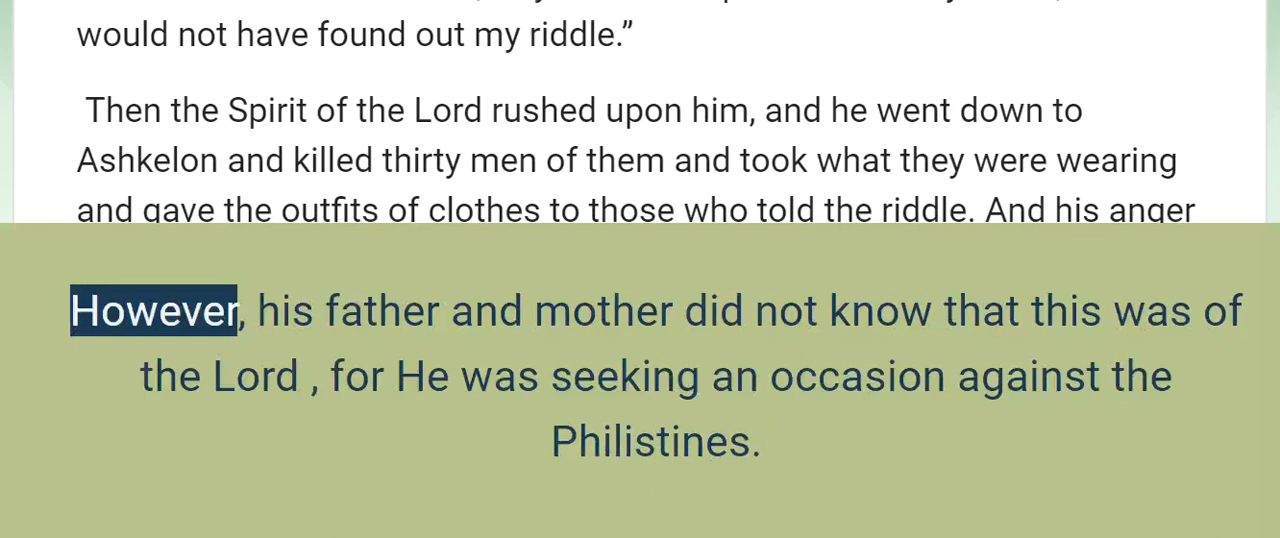 would not have found out my riddle.”
Then the Spirit of the Lord rushed upon him, and he went down to
Ashkelon and killed thirty men of them and took what they were wearing
and gave the outfits of clothes to those who told the riddle. And his anger
However, his father and mother did not know that this was of
the Lord , for He was seeking an occasion against the
Philistines.